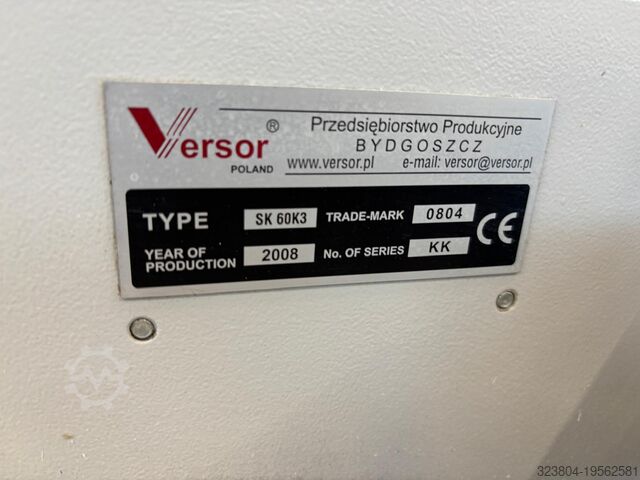 Versor ®
POLAND
Przedsiębiorstwo Produkcyjne
BYDGOSZCZ
www.versor.pl e-mail: versor@versor.pl
TYPE SK 60K3 TRADE-MARK 0804
YEAR OF PRODUCTION 2008 No. OF SERIES KK
CE
323804-19562581